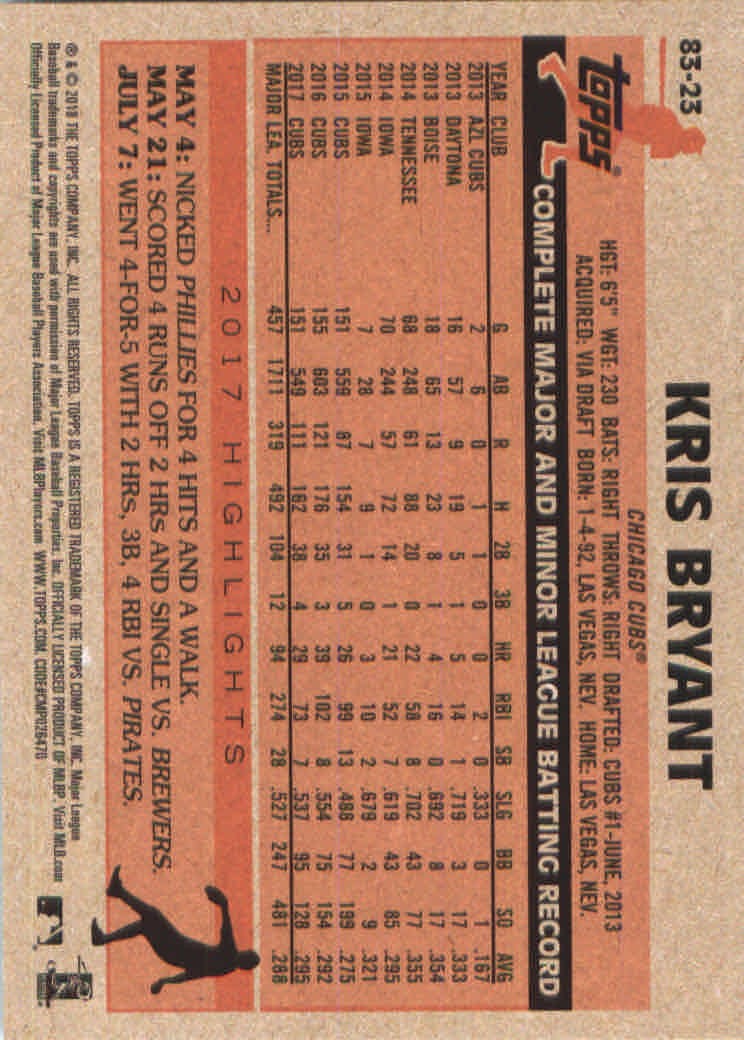 83-23
topps®
KRIS BRYANT
CHICAGO CUBS®
HGT: 6'5" WGT: 230 BATS: RIGHT THROWS: RIGHT DRAFTED: CUBS #1-JUNE, 2013
ACQUIRED: VIA DRAFT BORN: 1-4-92, LAS VEGAS, NEV. HOME: LAS VEGAS, NEV.
COMPLETE MAJOR AND MINOR LEAGUE BATTING RECORD
YEAR CLUB G AB R H 2B 3B HR RBI SB SLG BB SO AVG
2013 AZL CUBS 2 6 0 1 1 0 0 2 0 .333 0 1 .167
2013 DAYTONA 16 57 9 19 5 1 5 14 1 .719 3 17 .333
2013 BOISE 18 65 13 23 8 1 4 16 0 .692 8 17 .354
2014 TENNESSEE 68 248 61 88 20 0 22 58 8 .702 43 77 .355
2014 IOWA 70 244 57 72 14 1 21 52 7 .619 43 85 .295
2015 IOWA 7 28 7 9 1 0 3 10 2 .679 2 9 .321
2015 CUBS 151 559 87 154 31 5 26 99 13 .488 77 199 .275
2016 CUBS 155 603 121 176 35 3 39 102 8 .554 75 154 .292
2017 CUBS 151 549 111 162 38 4 29 73 7 .537 95 128 .295
MAJOR LEA. TOTALS... 457 1711 319 492 104 12 94 274 28 .527 247 481 .288
2017 HIGHLIGHTS
MAY 4: NICKED PHILLIES FOR 4 HITS AND A WALK.
MAY 21: SCORED 4 RUNS OFF 2 HRS AND SINGLE VS. BREWERS.
JULY 7: WENT 4-FOR-5 WITH 2 HRs, 3B, 4 RBI VS. PIRATES.
® & © 2018 THE TOPPS COMPANY, INC. ALL RIGHTS RESERVED. TOPPS IS A REGISTERED TRADEMARK OF THE TOPPS COMPANY, INC. Major League
Baseball trademarks and copyrights are used with permission of Major League Baseball Properties, Inc. OFFICIALLY LICENSED PRODUCT OF MLBP. Visit MLB.com
Officially Licensed Product of Major League Baseball Players Association. Visit MLBPlayers.com WWW.TOPPS.COM. CODE#CMP026470